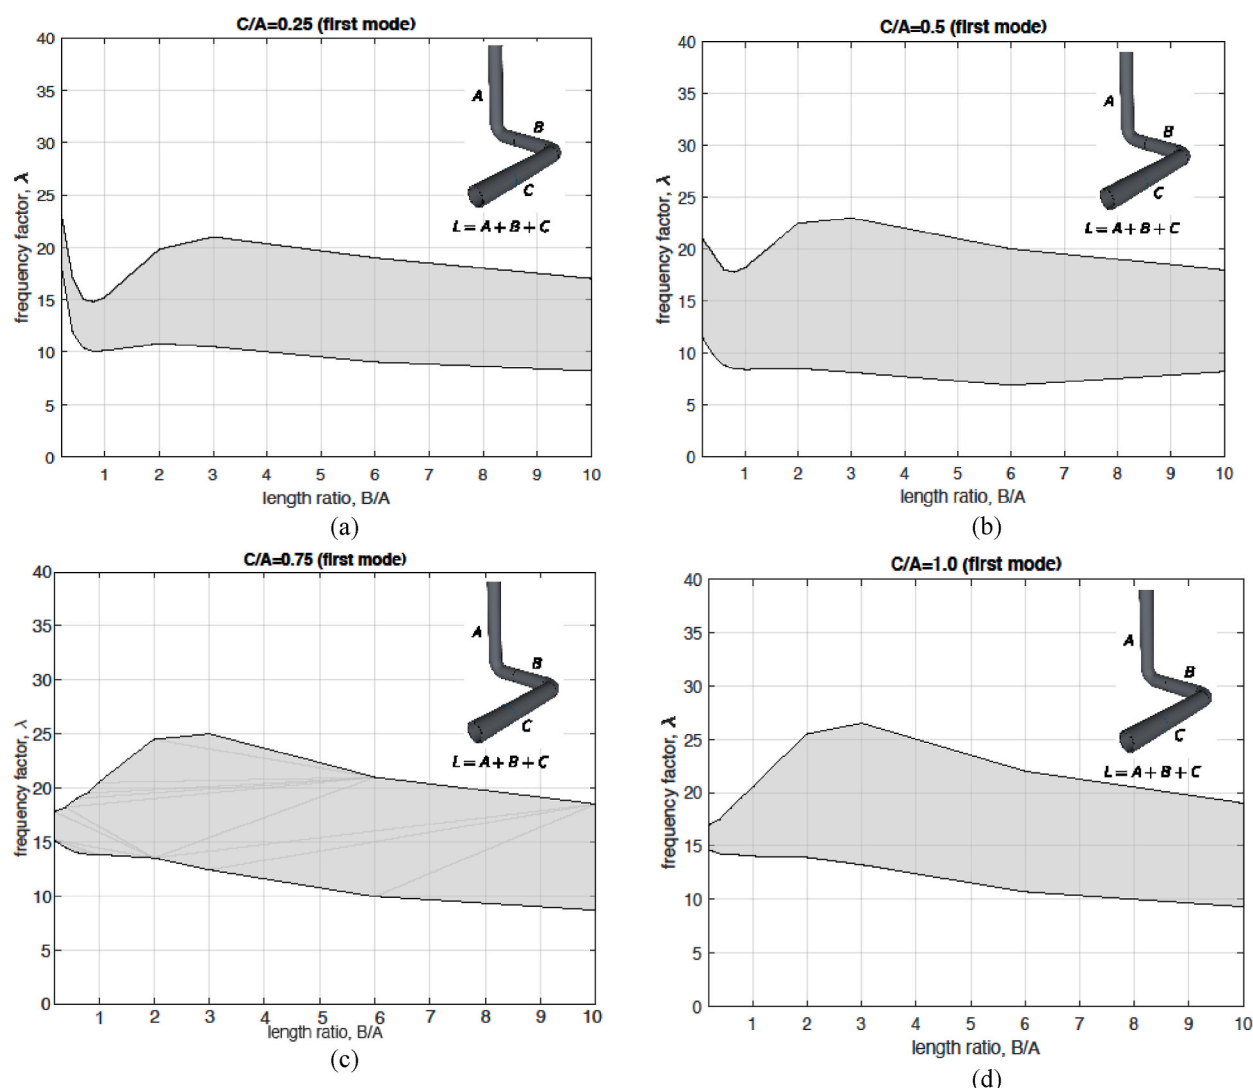 C/A=0.25 (first mode)
40
35
30
25
20
15
10
5
0
frequency factor, λ
A
B
C
L = A + B + C
1 2 3 4 5 6 7 8 9 10
length ratio, B/A
(a)
C/A=0.5 (first mode)
40
35
30
25
20
15
10
5
0
frequency factor, λ
A
B
C
L = A + B + C
1 2 3 4 5 6 7 8 9 10
length ratio, B/A
(b)
C/A=0.75 (first mode)
40
35
30
25
20
15
10
5
0
frequency factor, λ
A
B
C
L = A + B + C
1 2 3 4 5 6 7 8 9 10
length ratio, B/A
(c)
C/A=1.0 (first mode)
40
35
30
25
20
15
10
5
0
frequency factor, λ
A
B
C
L = A + B + C
1 2 3 4 5 6 7 8 9 10
length ratio, B/A
(d)